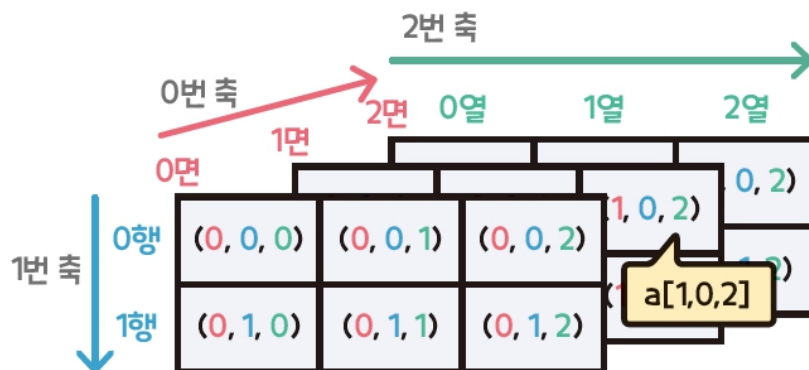 2번 축
0번 축
0열 1열 2열
2면
1면
0면
0, 2)
1, 0, 2)
1번 축
0행 (0, 0, 0) (0, 0, 1) (0, 0, 2)
a[1,0,2]
1행 (0, 1, 0) (0, 1, 1) (0, 1, 2)